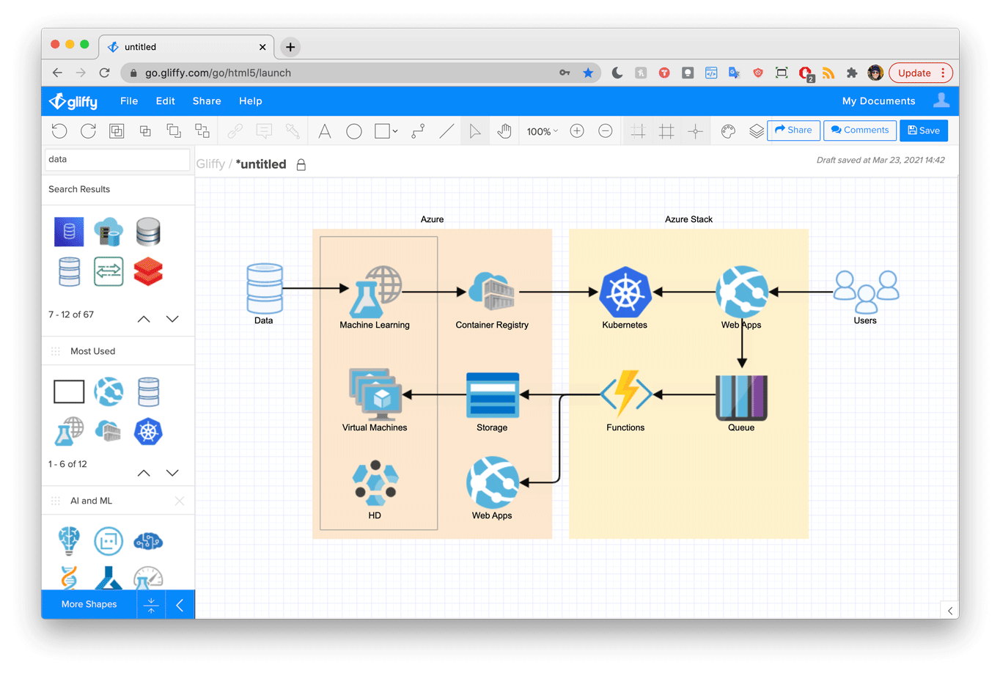 untitled
go.gliffy.com/go/html5/launch
2
Update
gliffy
File
Edit
Share
Help
My Documents
A
100%
Share
Comments
Save
data
Gliffy / *untitled
Draft saved at Mar 23, 2021 14:42
Search Results
7 - 12 of 67
Most Used
1 - 6 of 12
AI and ML
More Shapes
Azure
Azure Stack
Data
Machine Learning
Container Registry
Kubernetes
Web Apps
Users
Virtual Machines
Storage
Functions
Queue
HD
Web Apps